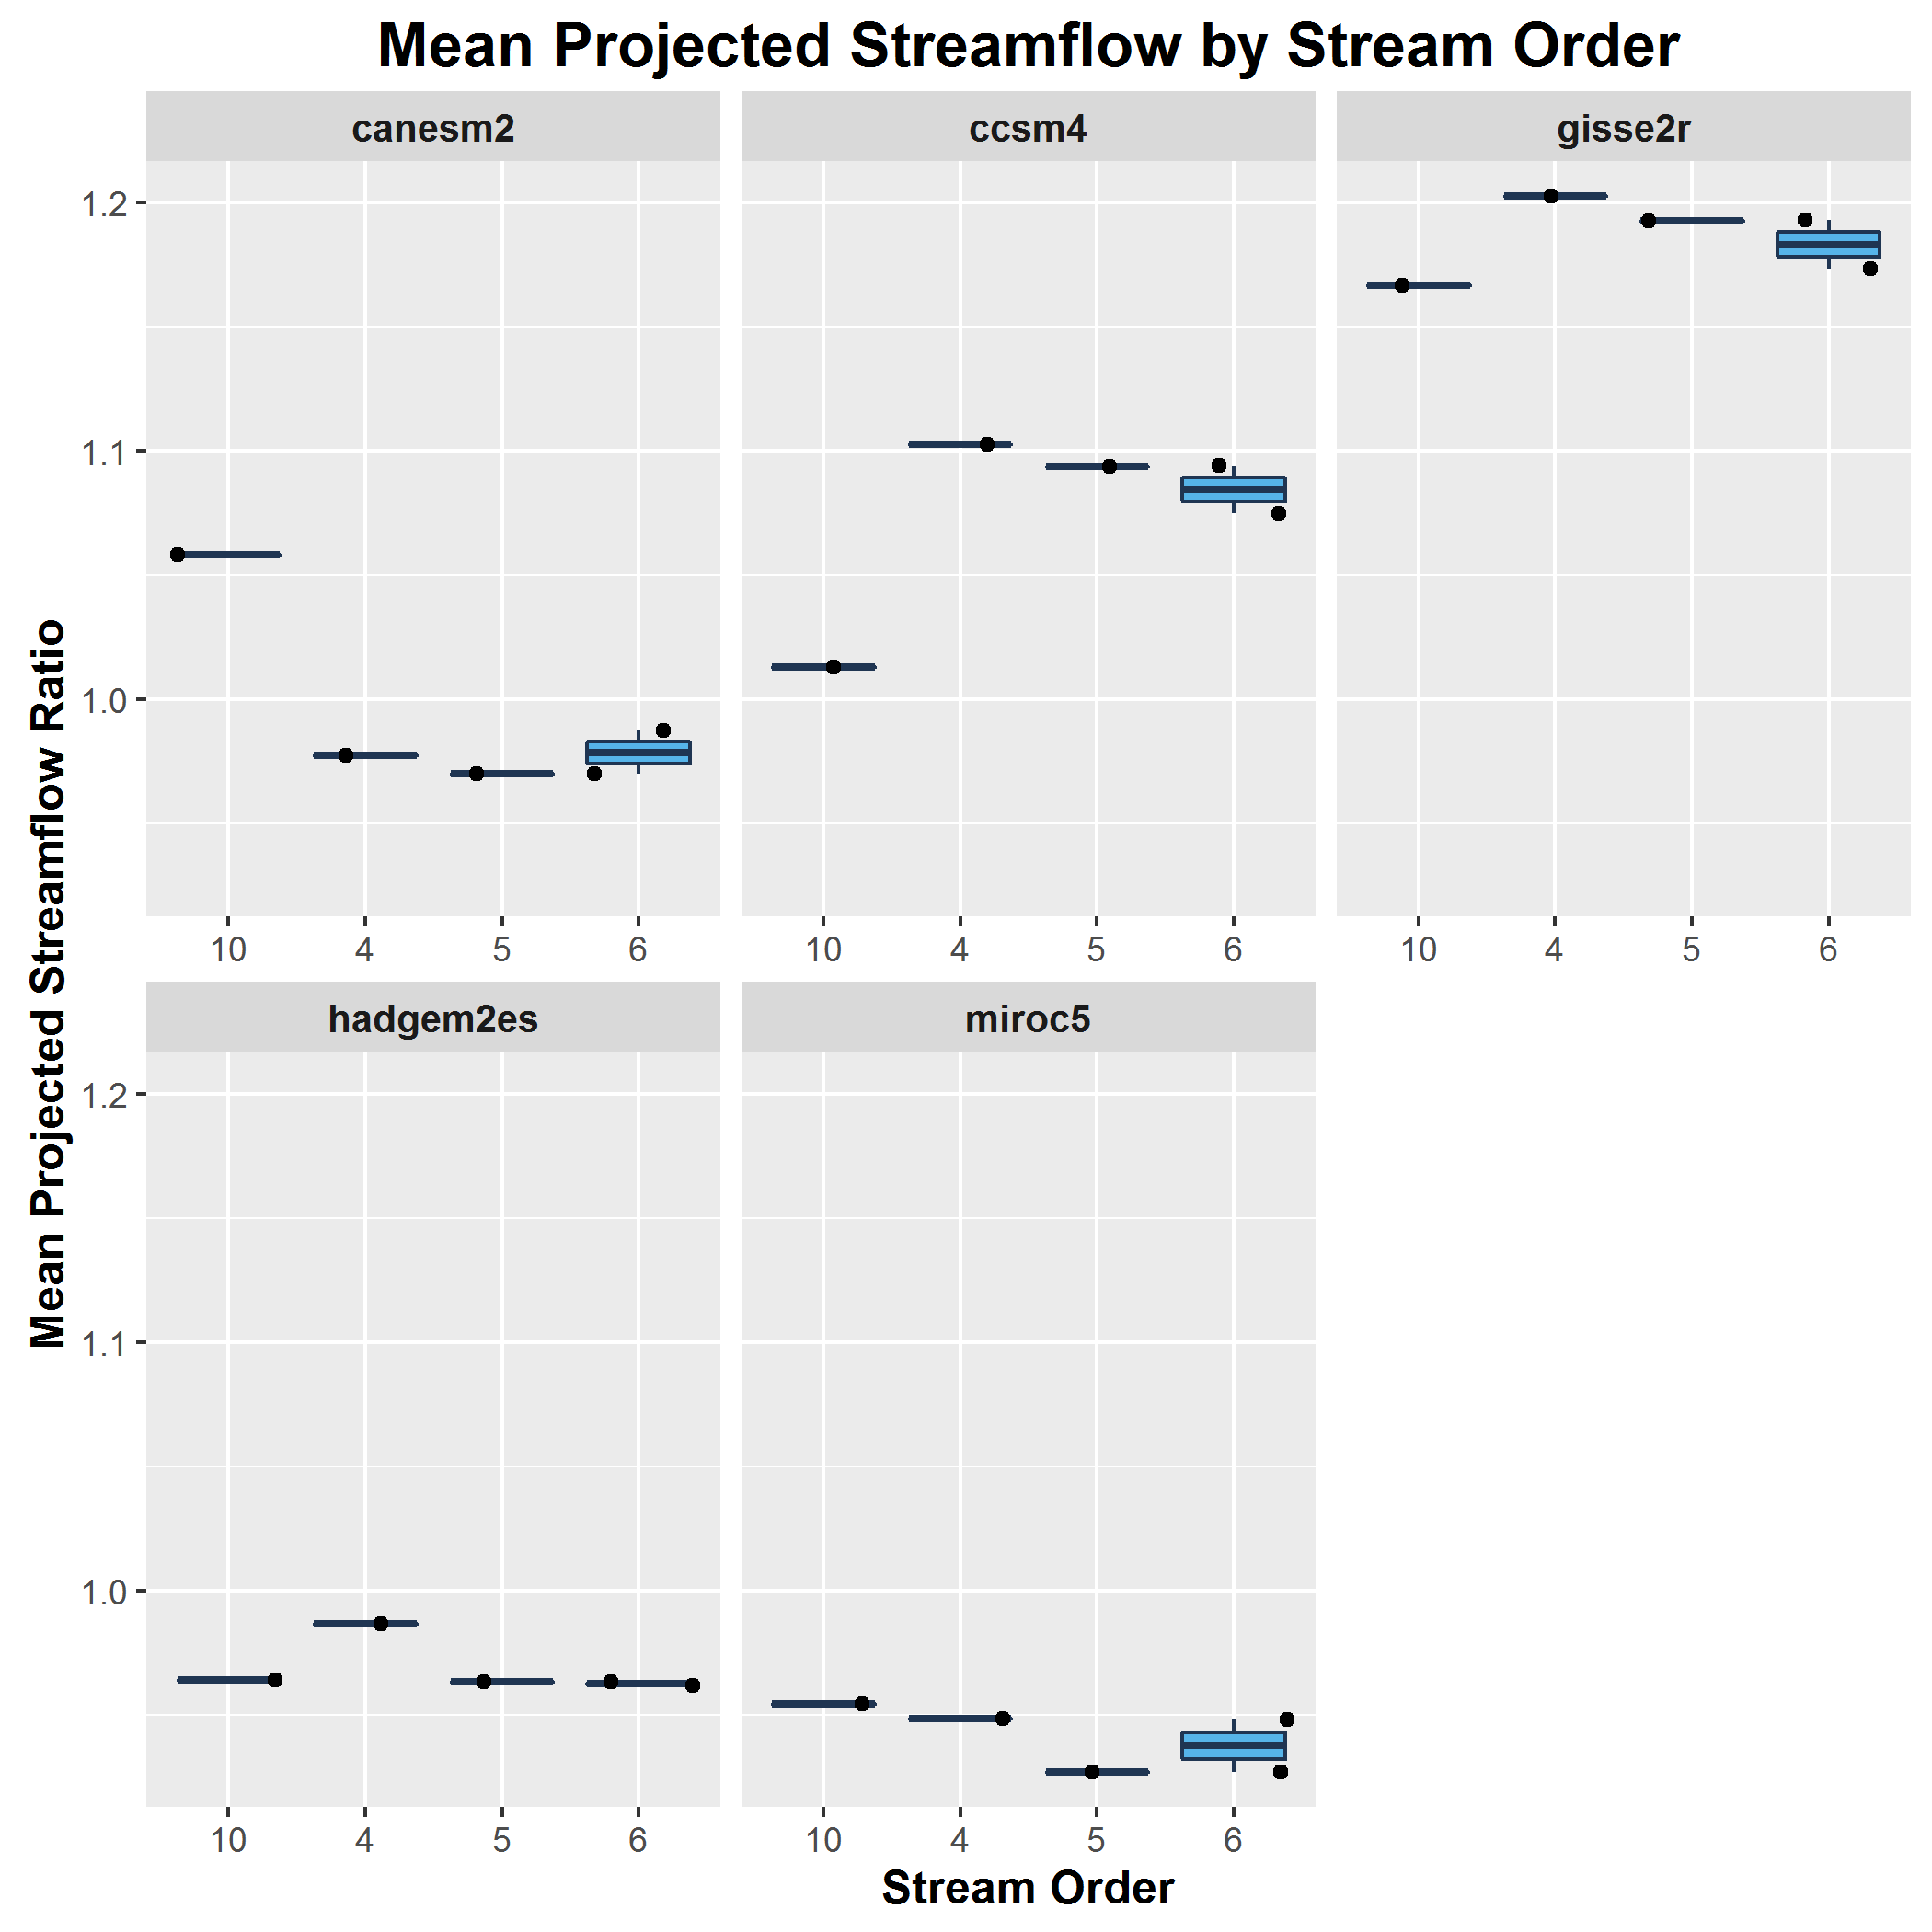 Mean Projected Streamflow by Stream Order
canesm2 ccsm4 gisse2r
1.2
1.1
1.0
10 4 5 6 10 4 5 6 10 4 5 6
Mean Projected Streamflow Ratio
hadgem2es miroc5
1.2
1.1
1.0
10 4 5 6 10 4 5 6
Stream Order